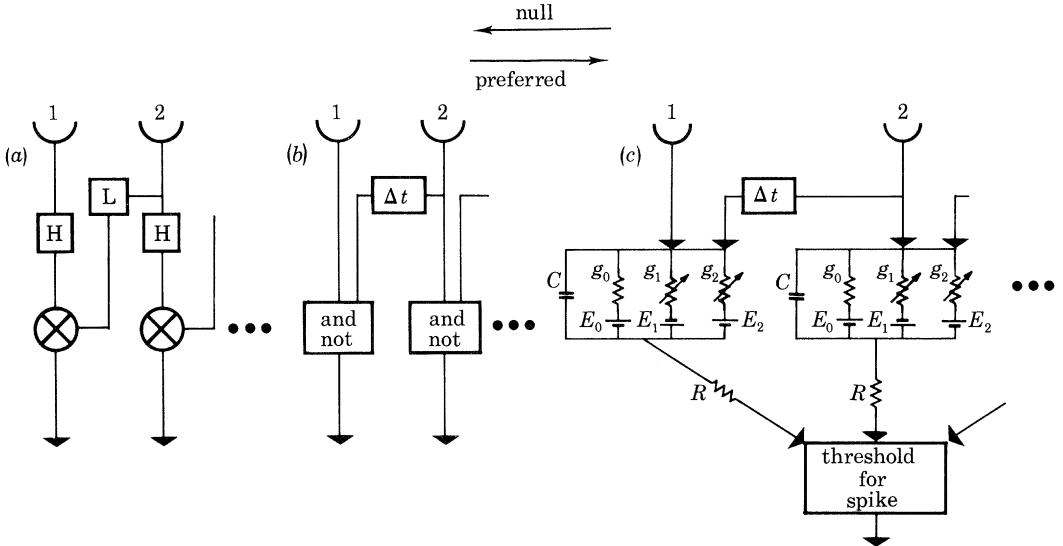 null
preferred
1 2
(a)
L
H H
1 2
(b)
Δt
and not
and not
1 2
(c)
Δt
C g₀ g₁ g₂
E₀ E₁ E₂
C g₀ g₁ g₂
E₀ E₁ E₂
R
R
threshold
for
spike